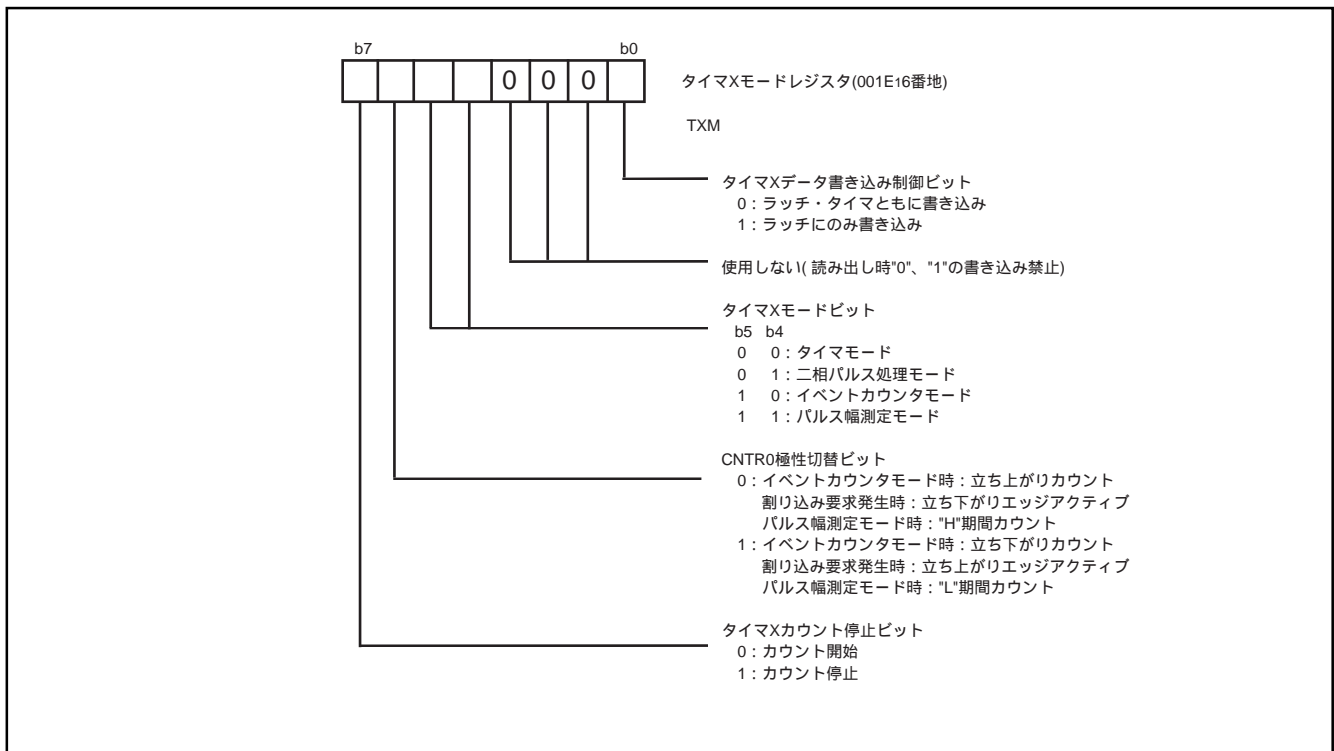 b7 b0
0 0 0 タイマXモードレジスタ(001E16番地)
TXM
タイマXデータ書き込み制御ビット
0：ラッチ・タイマともに書き込み
1：ラッチにのみ書き込み
使用しない( 読み出し時"0"、"1"の書き込み禁止)
タイマXモードビット
b5 b4
0 0：タイマモード
0 1：二相パルス処理モード
1 0：イベントカウンタモード
1 1：パルス幅測定モード
CNTR0極性切替ビット
0：イベントカウンタモード時：立ち上がりカウント
割り込み要求発生時：立ち下がりエッジアクティブ
パルス幅測定モード時："H"期間カウント
1：イベントカウンタモード時：立ち下がりカウント
割り込み要求発生時：立ち上がりエッジアクティブ
パルス幅測定モード時："L"期間カウント
タイマXカウント停止ビット
0：カウント開始
1：カウント停止